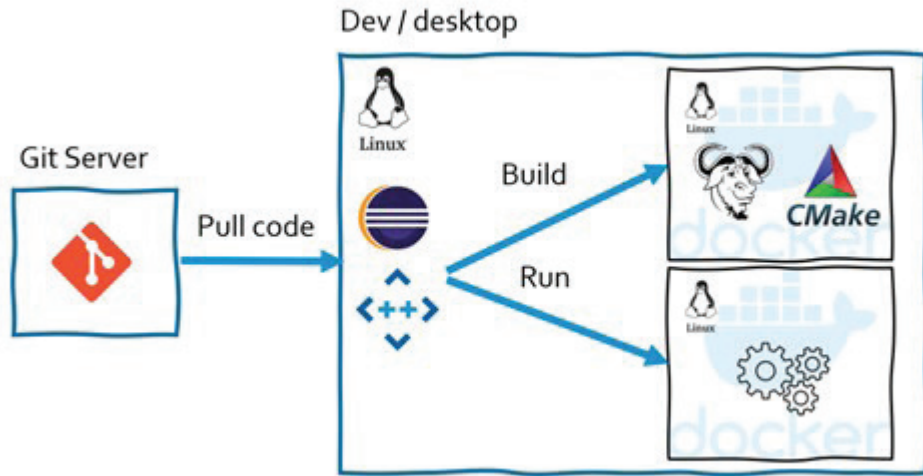 Dev / desktop
Linux
Git Server
Pull code
Build
Run
<++>
Linux
CMake
docker
Linux
docker